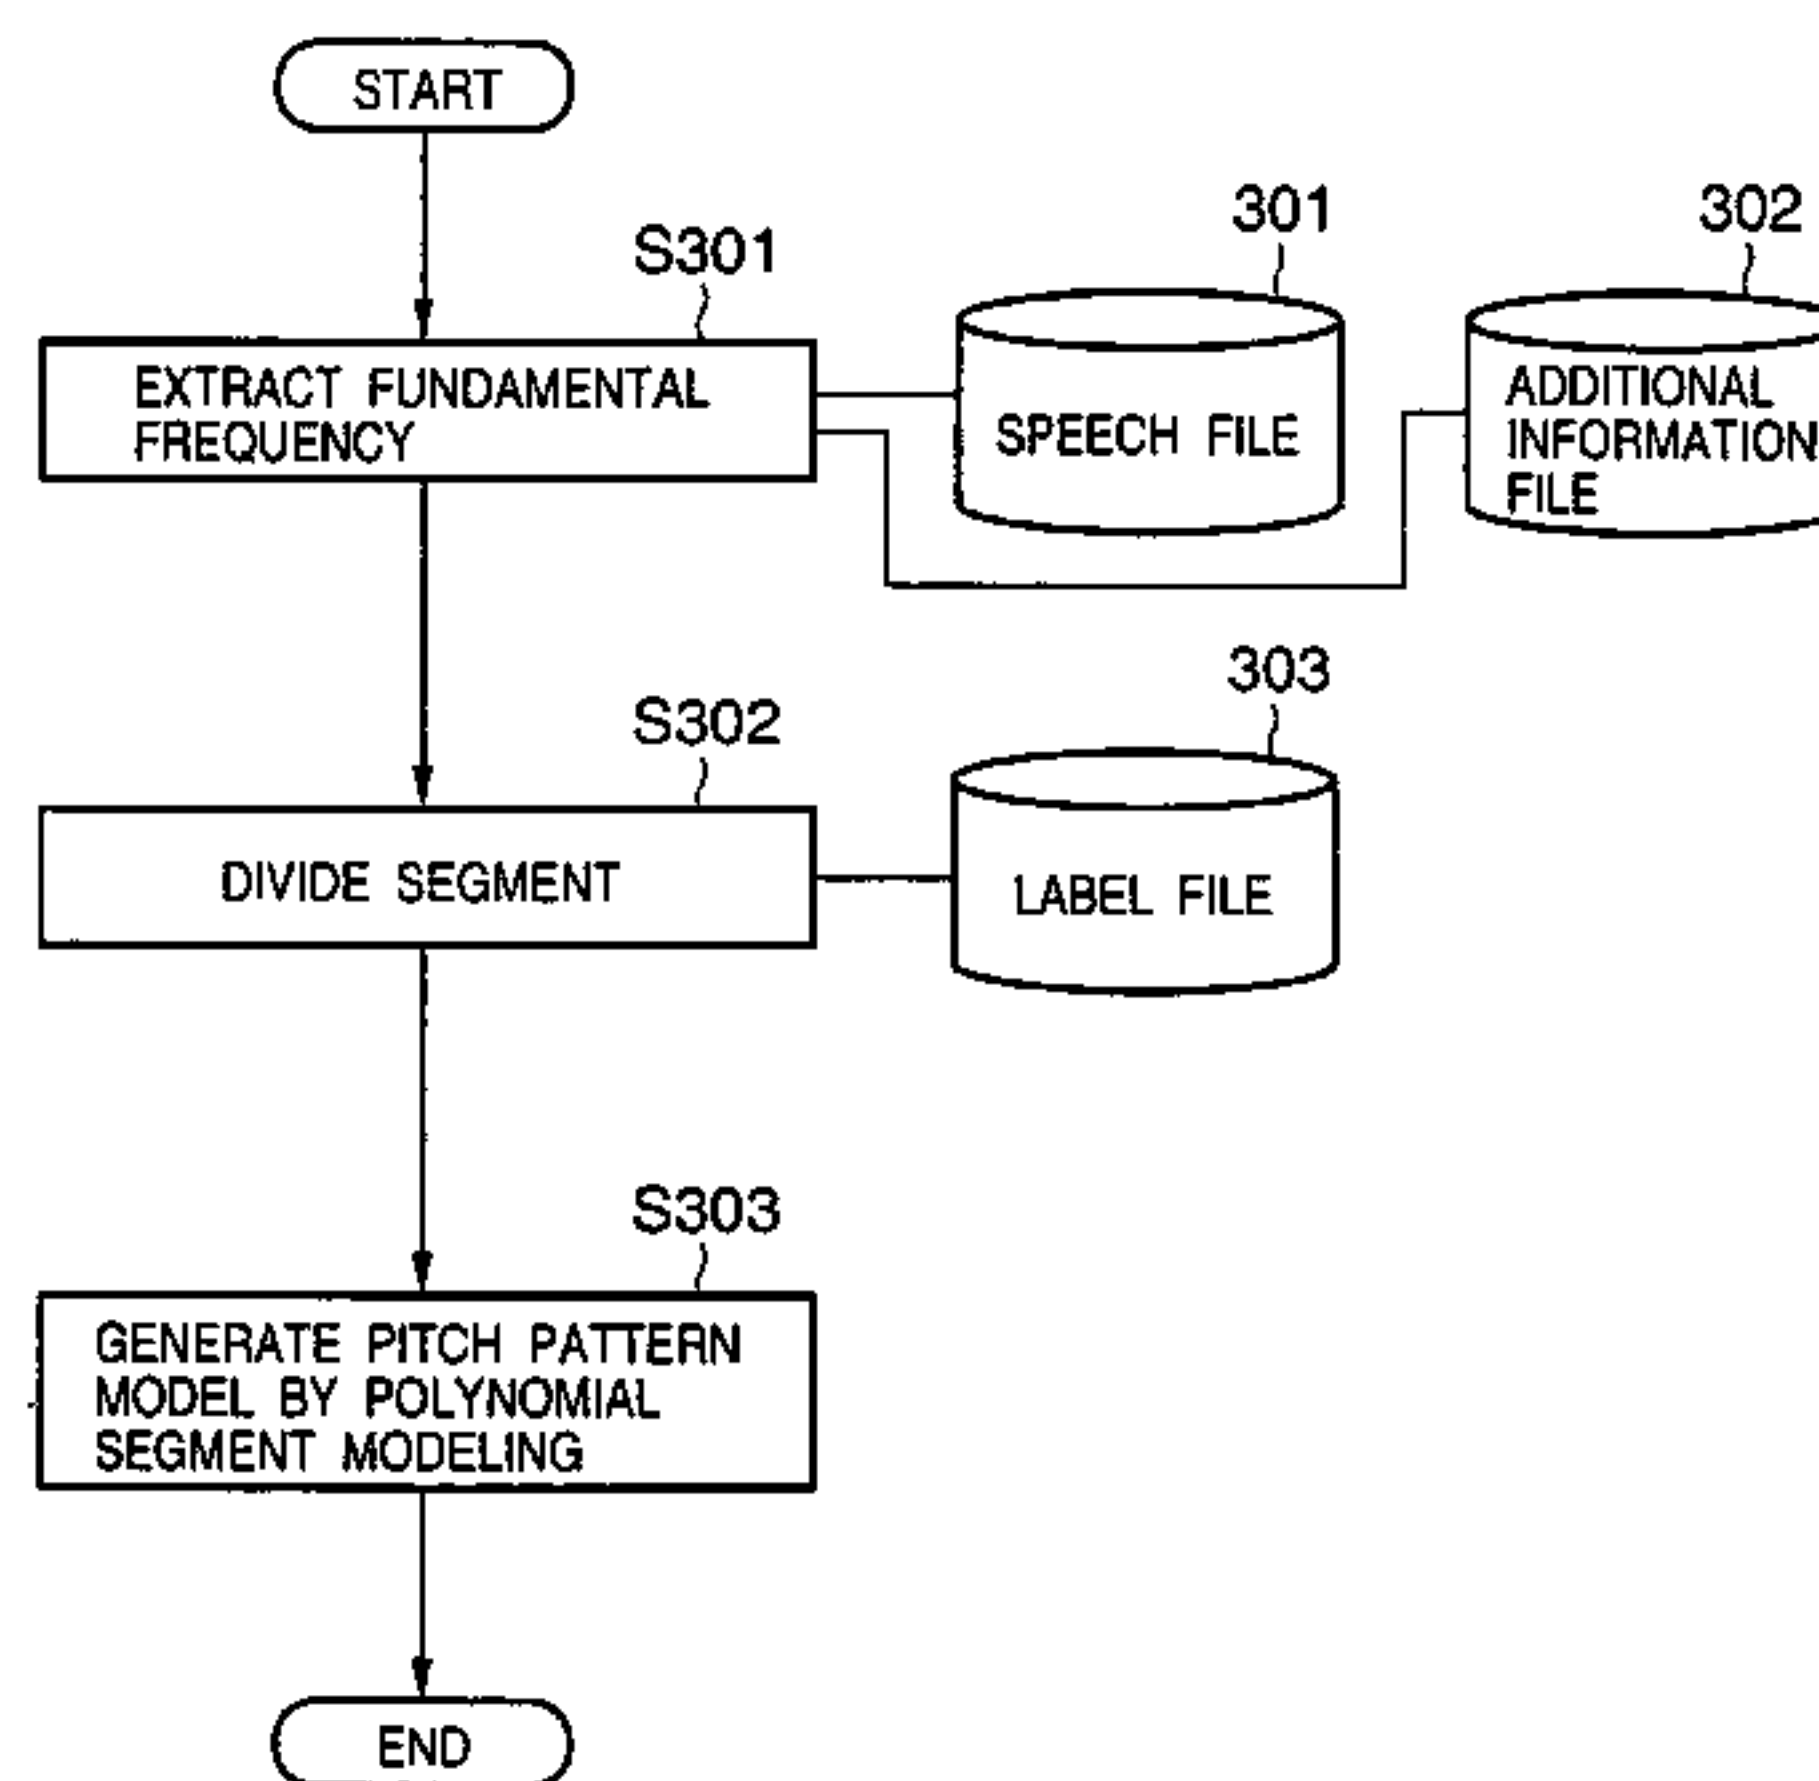 START
S301
301
302
EXTRACT FUNDAMENTAL
FREQUENCY
SPEECH FILE
ADDITIONAL
INFORMATION
FILE
S302
303
DIVIDE SEGMENT
LABEL FILE
S303
GENERATE PITCH PATTERN
MODEL BY POLYNOMIAL
SEGMENT MODELING
END